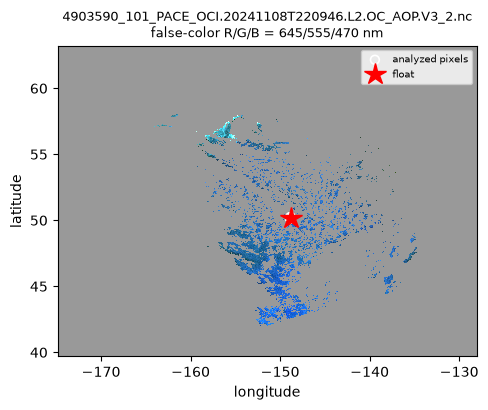 4903590_101_PACE_OCI.20241108T220946.L2.OC_AOP.V3_2.nc
false-color R/G/B = 645/555/470 nm
analyzed pixels
float
60
55
50
45
40
latitude
−170
−160
−150
−140
−130
longitude